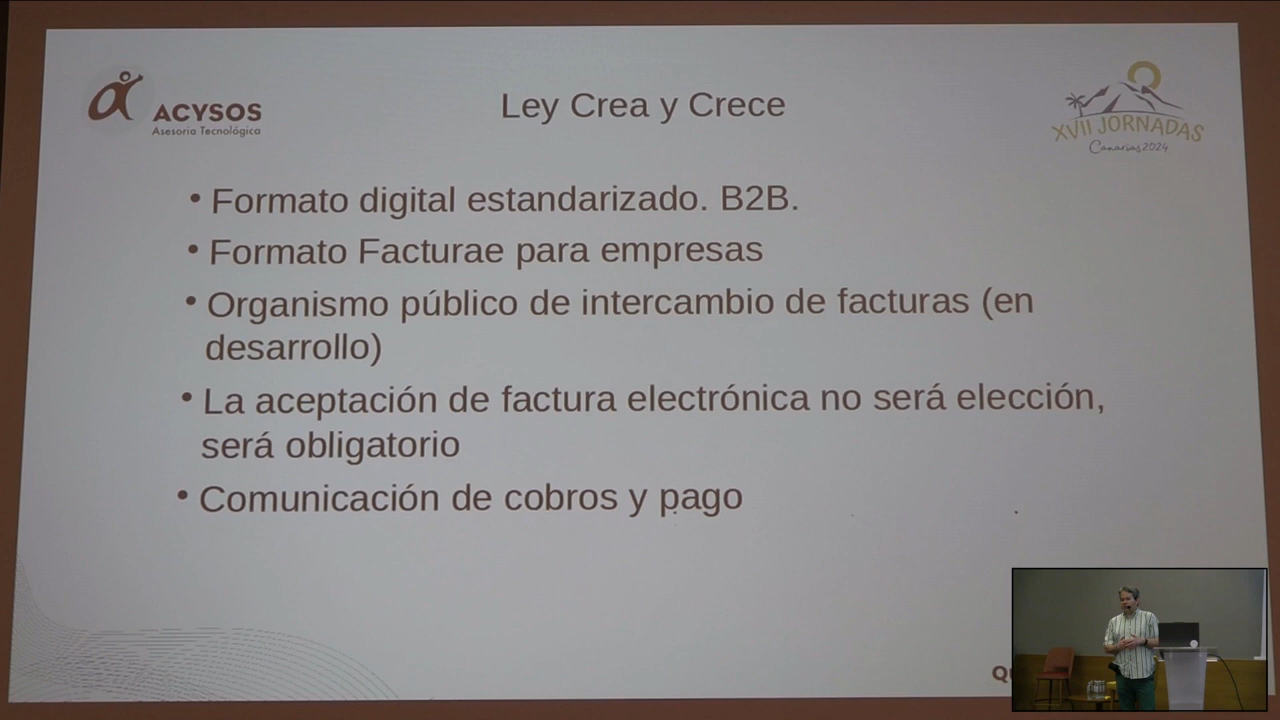 ACYSOS
Asesoría Tecnológica
Ley Crea y Crece
XVII JORNADAS
Canarias 2024
• Formato digital estandarizado. B2B.
• Formato Facturae para empresas
• Organismo público de intercambio de facturas (en
desarrollo)
• La aceptación de factura electrónica no será elección,
será obligatorio
• Comunicación de cobros y pago